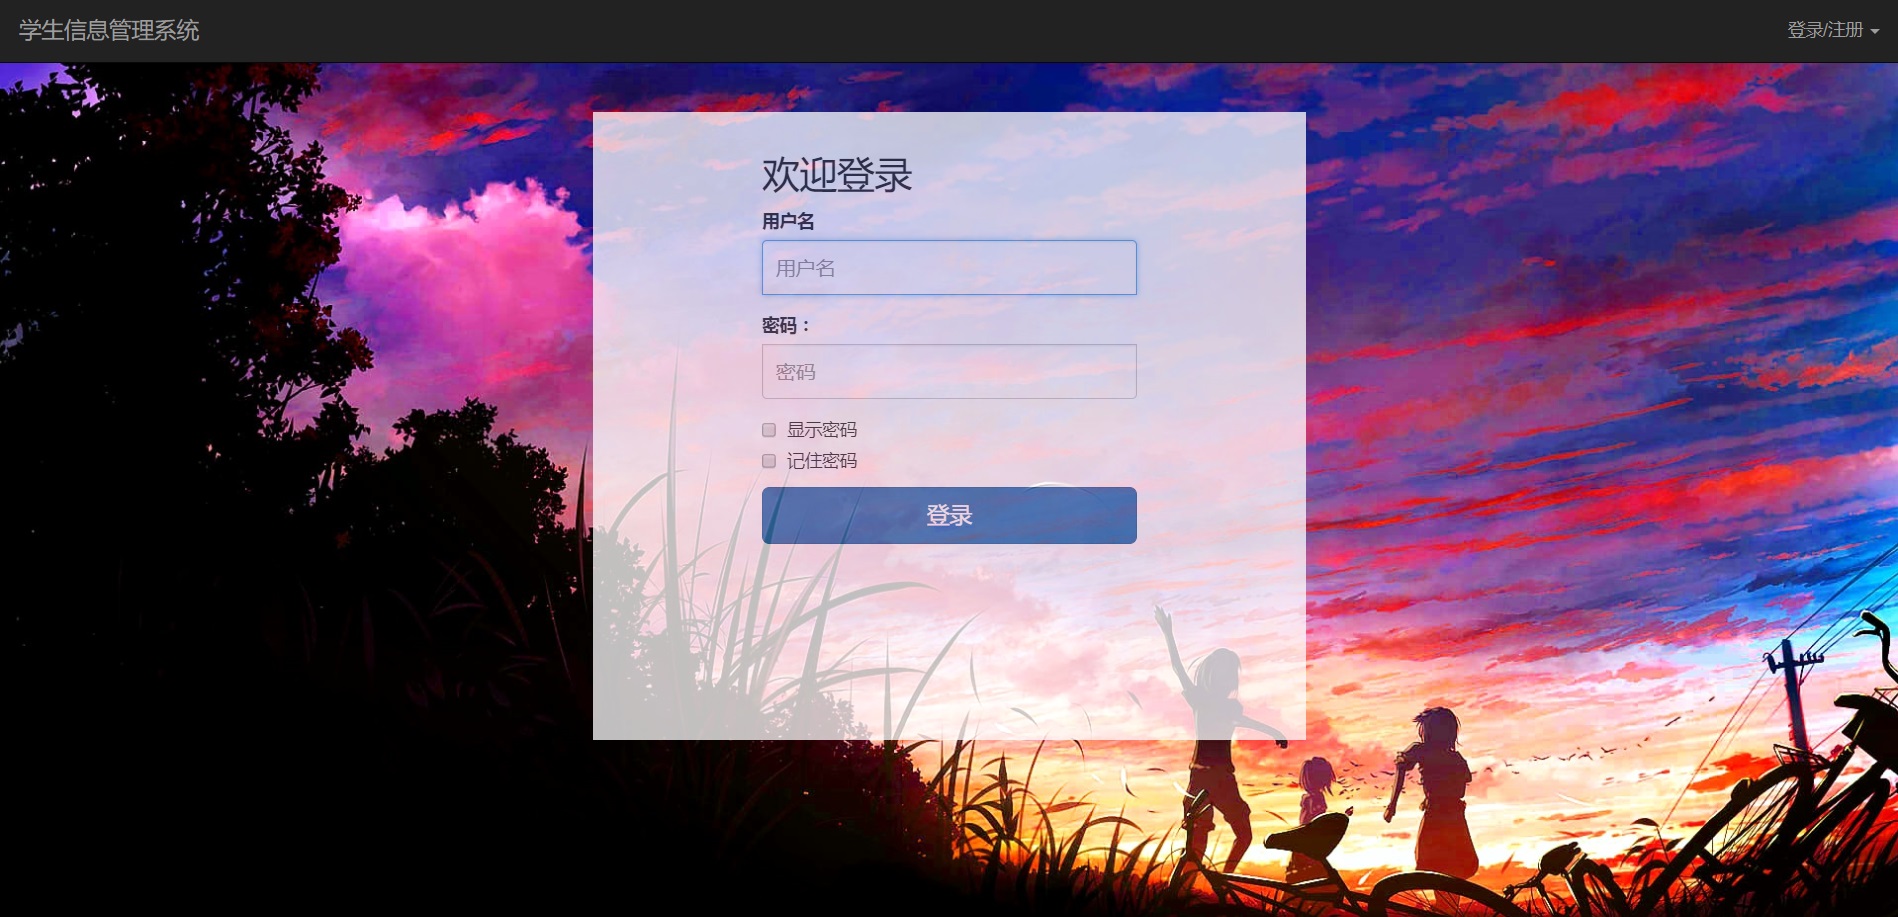 学生信息管理系统
登录/注册
欢迎登录
用户名
用户名
密码：
密码
显示密码
记住密码
登录